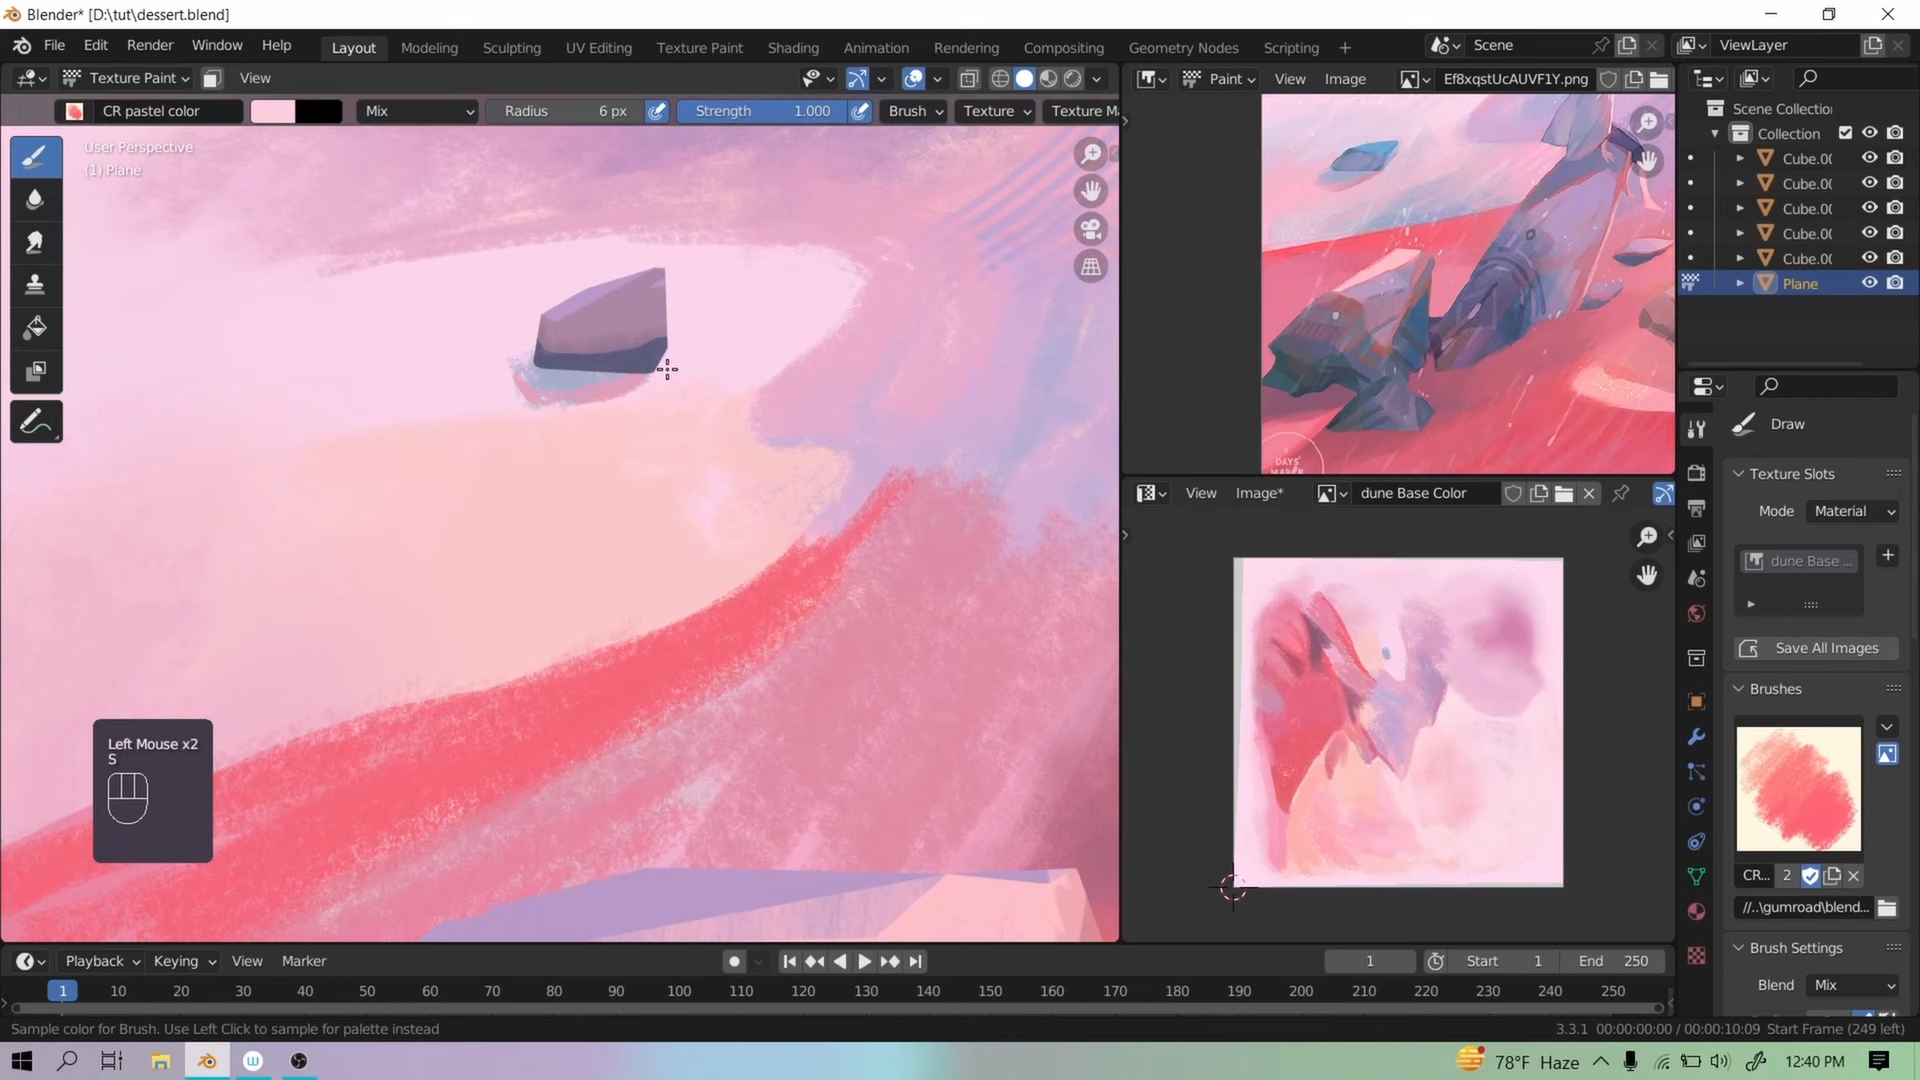 Blender* [D:\tut\dessert.blend]
File Edit Render Window Help Layout Modeling Sculpting UV Editing Texture Paint Shading Animation Rendering Compositing Geometry Nodes Scripting + Scene ViewLayer
Texture Paint View Paint View Image Ef8xqstUcAUVF1Y.png
CR pastel color Mix Radius 6 px Strength 1.000 Brush Texture Texture M
Scene Collectio
Collection
User Perspective
(1) Plane
Cube.0(
Cube.0(
Cube.0(
Cube.0(
Cube.0(
Plane
DAYS
View Image* dune Base Color
Draw
Texture Slots
Mode Material
dune Base ...
Save All Images
Brushes
CR... 2
//..\gumroad\blend...
Brush Settings
Blend Mix
Left Mouse x2
S
Playback Keying View Marker 1 Start 1 End 250
1 10 20 30 40 50 60 70 80 90 100 110 120 130 140 150 160 170 180 190 200 210 220 230 240 250
Sample color for Brush. Use Left Click to sample for palette instead 3.3.1 00:00:00:00 / 00:00:10:09 Start Frame (249 left)
78°F Haze 12:40 PM